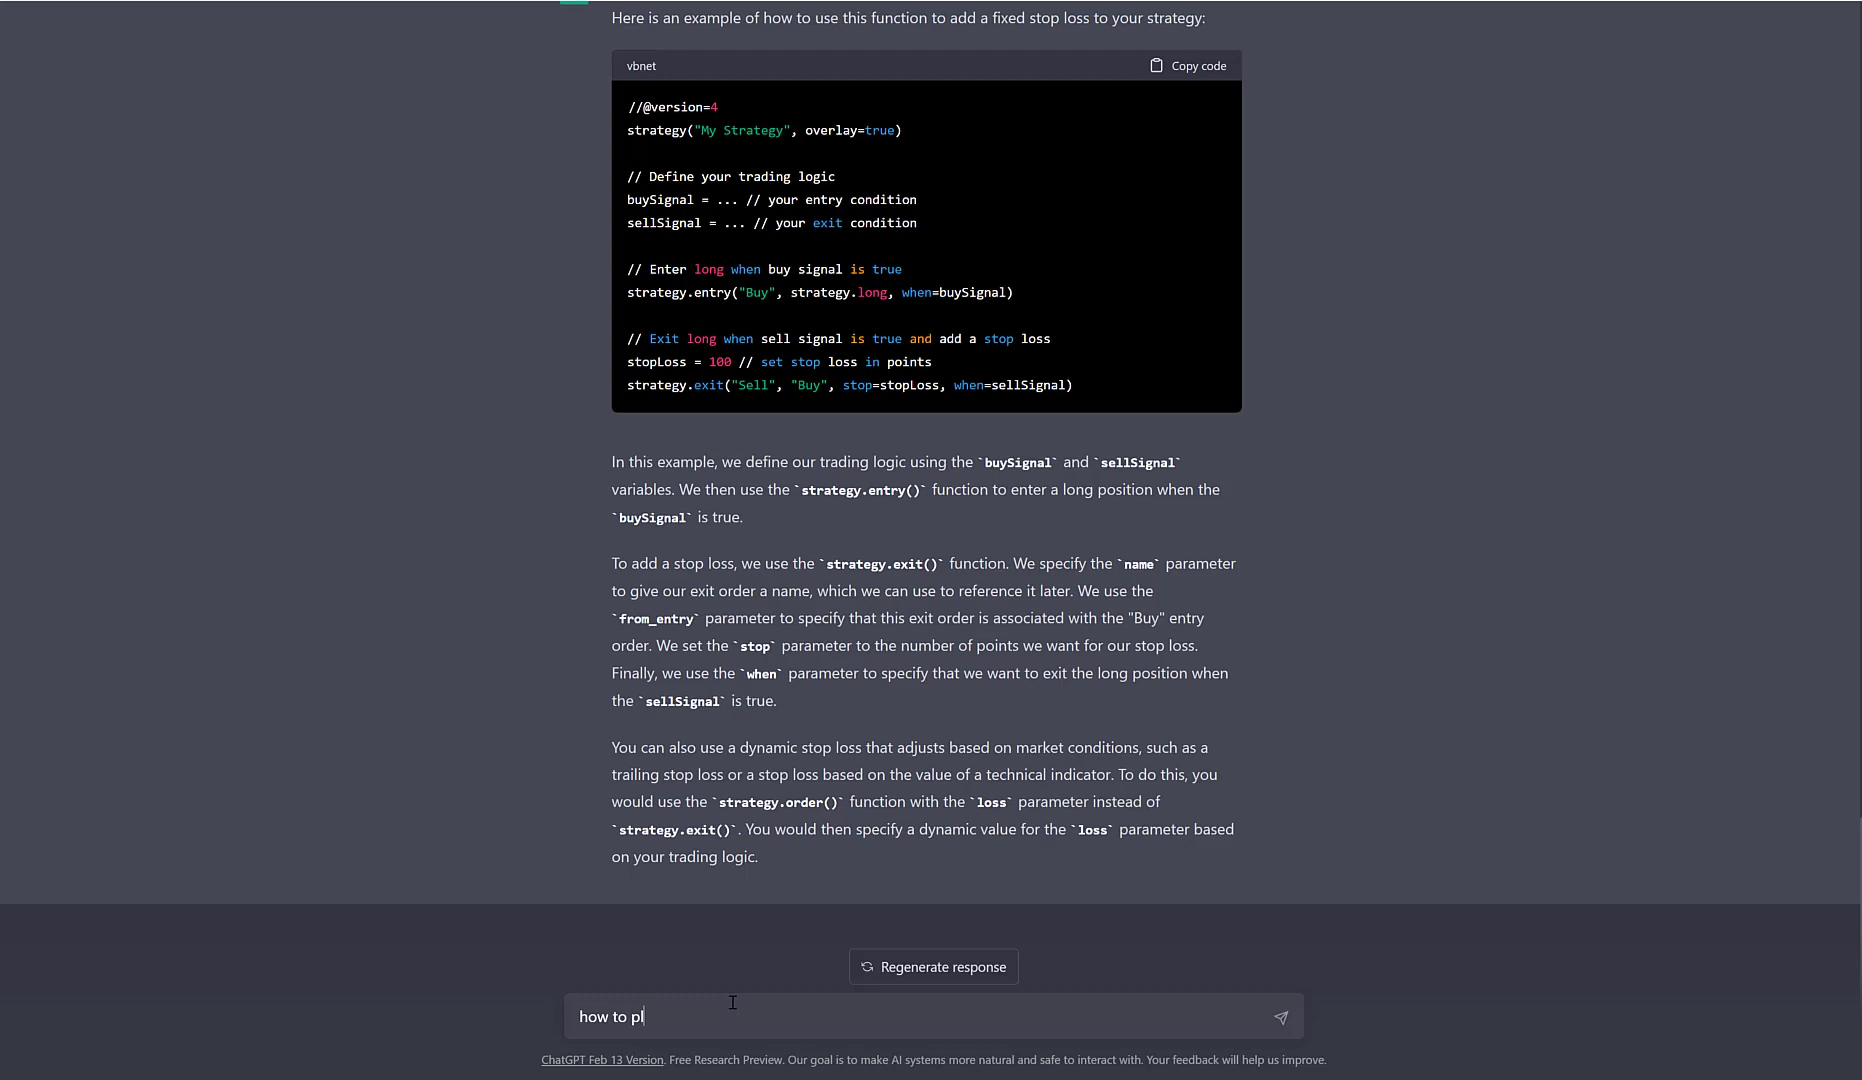 Here is an example of how to use this function to add a fixed stop loss to your strategy:
vbnet
Copy code
//@version=4
strategy("My Strategy", overlay=true)
// Define your trading logic
buySignal = ... // your entry condition
sellSignal = ... // your exit condition
// Enter long when buy signal is true
strategy.entry("Buy", strategy.long, when=buySignal)
// Exit long when sell signal is true and add a stop loss
stopLoss = 100 // set stop loss in points
strategy.exit("Sell", "Buy", stop=stopLoss, when=sellSignal)
In this example, we define our trading logic using the `buySignal` and `sellSignal`
variables. We then use the `strategy.entry()` function to enter a long position when the
`buySignal` is true.
To add a stop loss, we use the `strategy.exit()` function. We specify the `name` parameter
to give our exit order a name, which we can use to reference it later. We use the
`from_entry` parameter to specify that this exit order is associated with the "Buy" entry
order. We set the `stop` parameter to the number of points we want for our stop loss.
Finally, we use the `when` parameter to specify that we want to exit the long position when
the `sellSignal` is true.
You can also use a dynamic stop loss that adjusts based on market conditions, such as a
trailing stop loss or a stop loss based on the value of a technical indicator. To do this, you
would use the `strategy.order()` function with the `loss` parameter instead of
`strategy.exit()`. You would then specify a dynamic value for the `loss` parameter based
on your trading logic.
Regenerate response
how to pl
ChatGPT Feb 13 Version. Free Research Preview. Our goal is to make AI systems more natural and safe to interact with. Your feedback will help us improve.